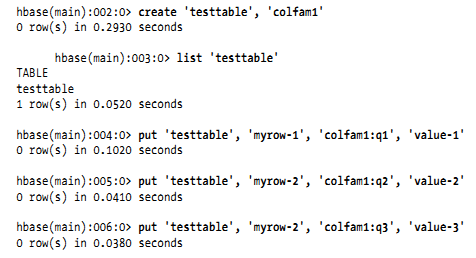 hbase(main):002:0> create 'testtable', 'colfam1'
0 row(s) in 0.2930 seconds
hbase(main):003:0> list 'testtable'
TABLE
testtable
1 row(s) in 0.0520 seconds
hbase(main):004:0> put 'testtable', 'myrow-1', 'colfam1:q1', 'value-1'
0 row(s) in 0.1020 seconds
hbase(main):005:0> put 'testtable', 'myrow-2', 'colfam1:q2', 'value-2'
0 row(s) in 0.0410 seconds
hbase(main):006:0> put 'testtable', 'myrow-2', 'colfam1:q3', 'value-3'
0 row(s) in 0.0380 seconds